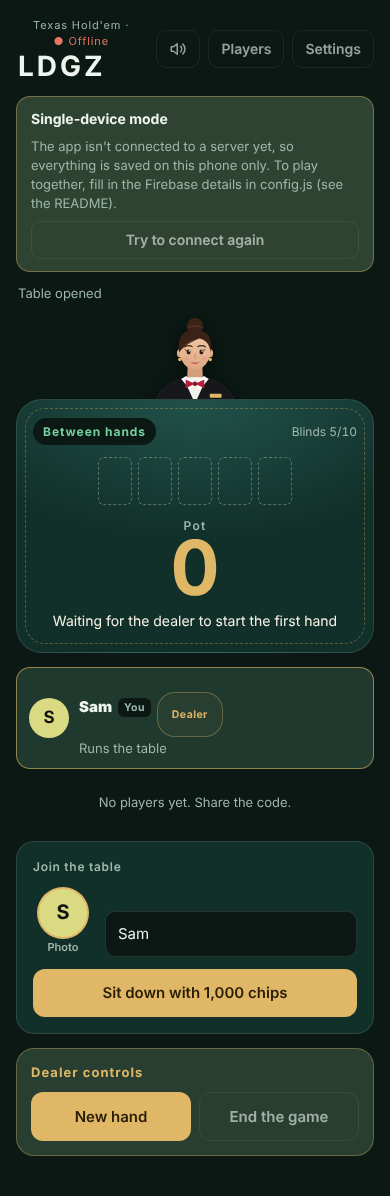 Texas Hold'em ·
Offline
LDGZ
Players
Settings
Single-device mode
The app isn't connected to a server yet, so
everything is saved on this phone only. To play
together, fill in the Firebase details in config.js (see
the README).
Try to connect again
Table opened
Between hands
Blinds 5/10
Pot
0
Waiting for the dealer to start the first hand
S
Sam
You
Dealer
Runs the table
No players yet. Share the code.
Join the table
S
Photo
Sam
Sit down with 1,000 chips
Dealer controls
New hand
End the game